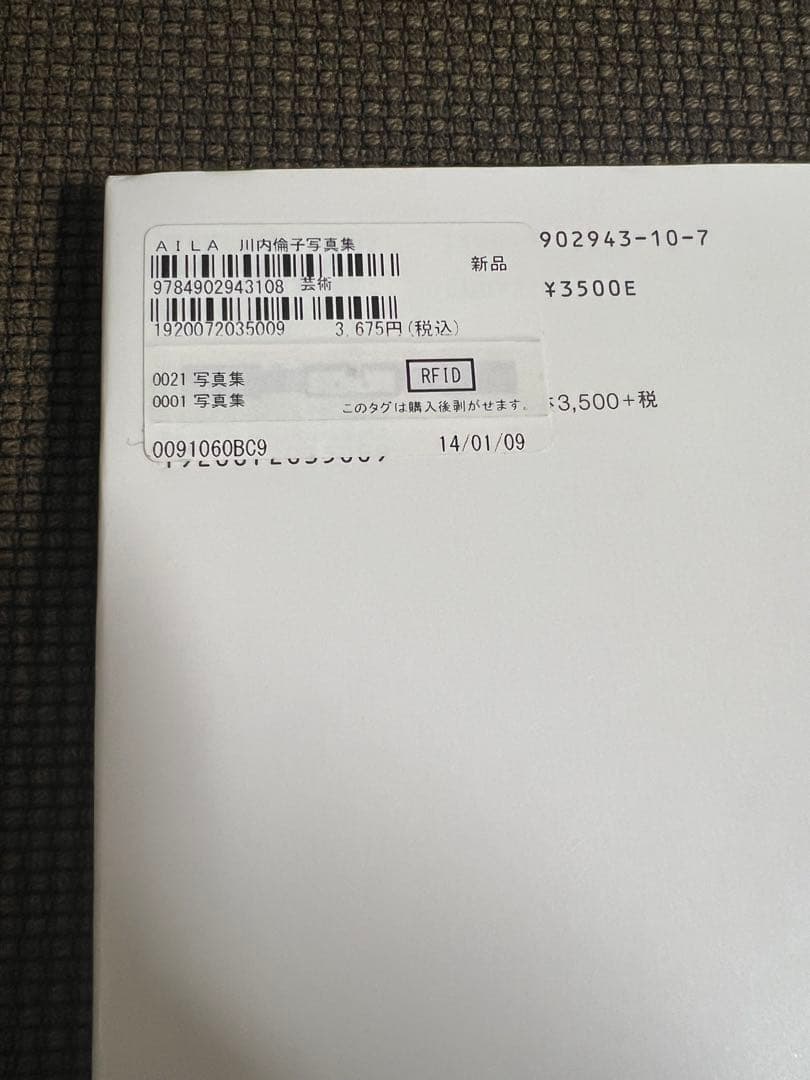 AILA 川内倫子写真集
9784902943108 芸術
新品
1920072035009 3,675円(税込)
0021 写真集
0001 写真集
RFID
このタグは購入後剥がせます。
0091060BC9 14/01/09
902943-10-7
¥3500E
3,500+税